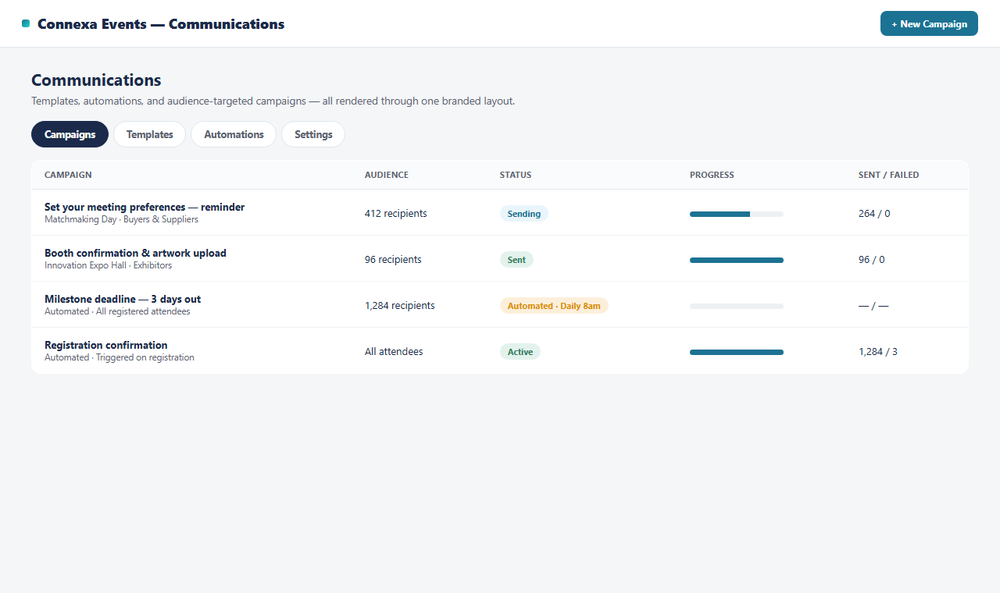 Connexa Events — Communications
+ New Campaign
Communications
Templates, automations, and audience-targeted campaigns — all rendered through one branded layout.
Campaigns Templates Automations Settings
CAMPAIGN AUDIENCE STATUS PROGRESS SENT / FAILED
Set your meeting preferences — reminder
Matchmaking Day · Buyers & Suppliers
412 recipients Sending 264 / 0
Booth confirmation & artwork upload
Innovation Expo Hall · Exhibitors
96 recipients Sent 96 / 0
Milestone deadline — 3 days out
Automated · All registered attendees
1,284 recipients Automated · Daily 8am — / —
Registration confirmation
Automated · Triggered on registration
All attendees Active 1,284 / 3